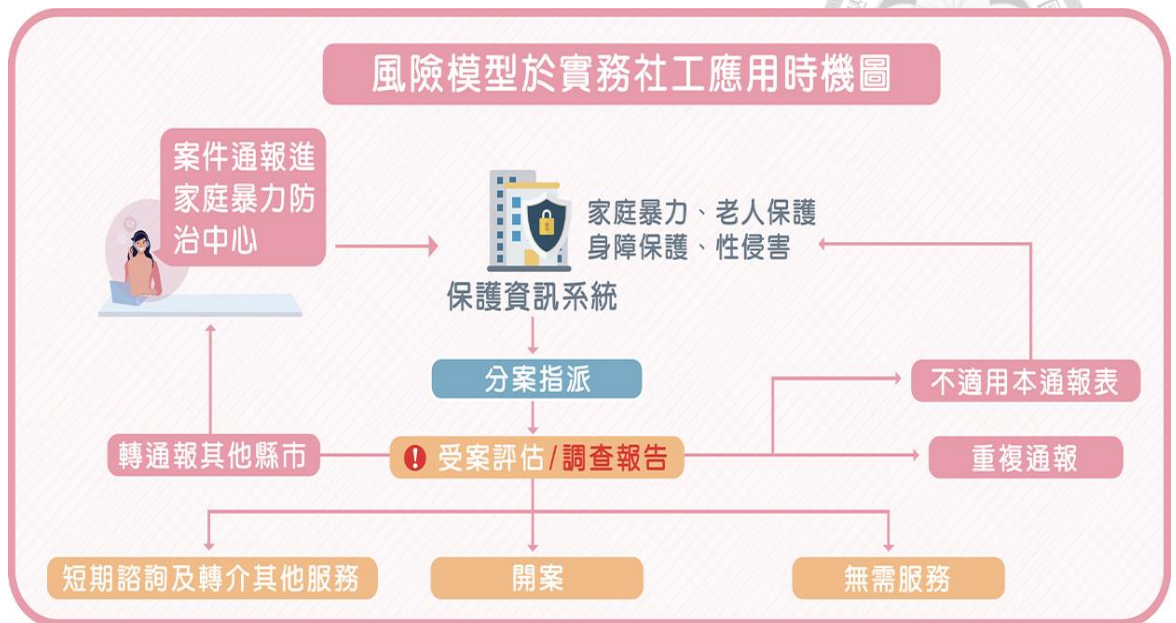 風險模型於實務社工應用時機圖
案件通報進
家庭暴力防
治中心
家庭暴力、老人保護
身障保護、性侵害
保護資訊系統
分案指派
不適用本通報表
轉通報其他縣市
! 受案評估/調查報告
重複通報
短期諮詢及轉介其他服務
開案
無需服務